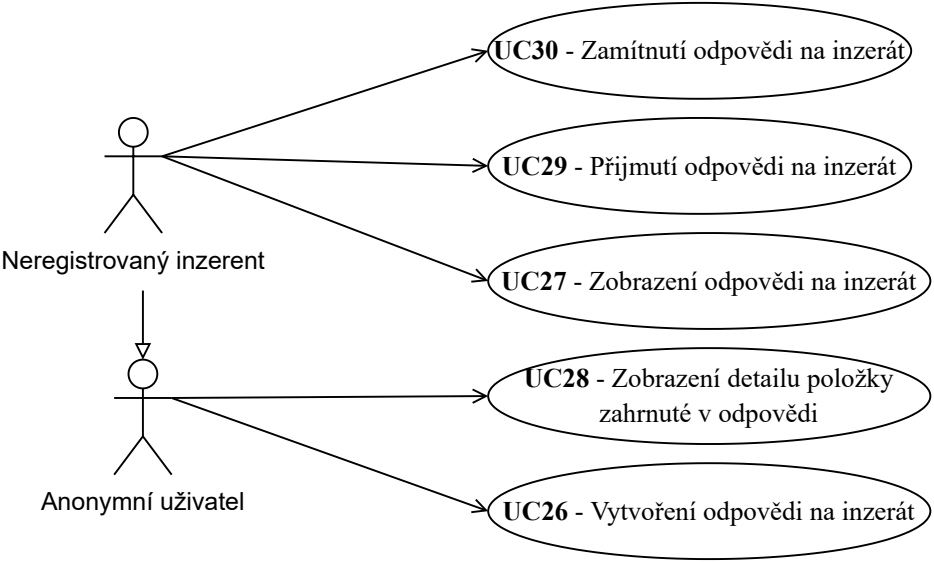 UC30 - Zamítnutí odpovědi na inzerát
UC29 - Přijmutí odpovědi na inzerát
Neregistrovaný inzerent
UC27 - Zobrazení odpovědi na inzerát
UC28 - Zobrazení detailu položky
zahrnuté v odpovědi
Anonymní uživatel
UC26 - Vytvoření odpovědi na inzerát